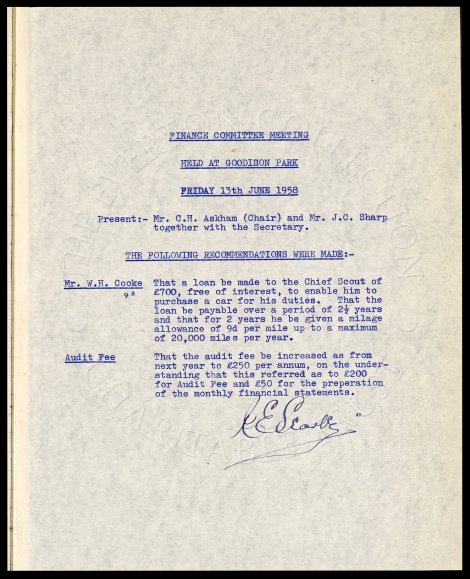 FINANCE COMMITTEE MEETING
HELD AT GOODISON PARK
FRIDAY 13th JUNE 1958
Present:- Mr. C.H. Askham (Chair) and Mr. J.C. Sharp
together with the Secretary.
THE FOLLOWING RECOMMENDATIONS WERE MADE:-
Mr. W.H. Cooke That a loan be made to the Chief Scout of
£700, free of interest, to enable him to
purchase a car for his duties. That the
loan be payable over a period of 2½ years
and that for 2 years he be given a milage
allowance of 9d per mile up to a maximum
of 20,000 miles per year.
Audit Fee That the audit fee be increased as from
next year to £250 per annum, on the under-
standing that this referred as to £200
for Audit Fee and £50 for the preperation
of the monthly financial statements.